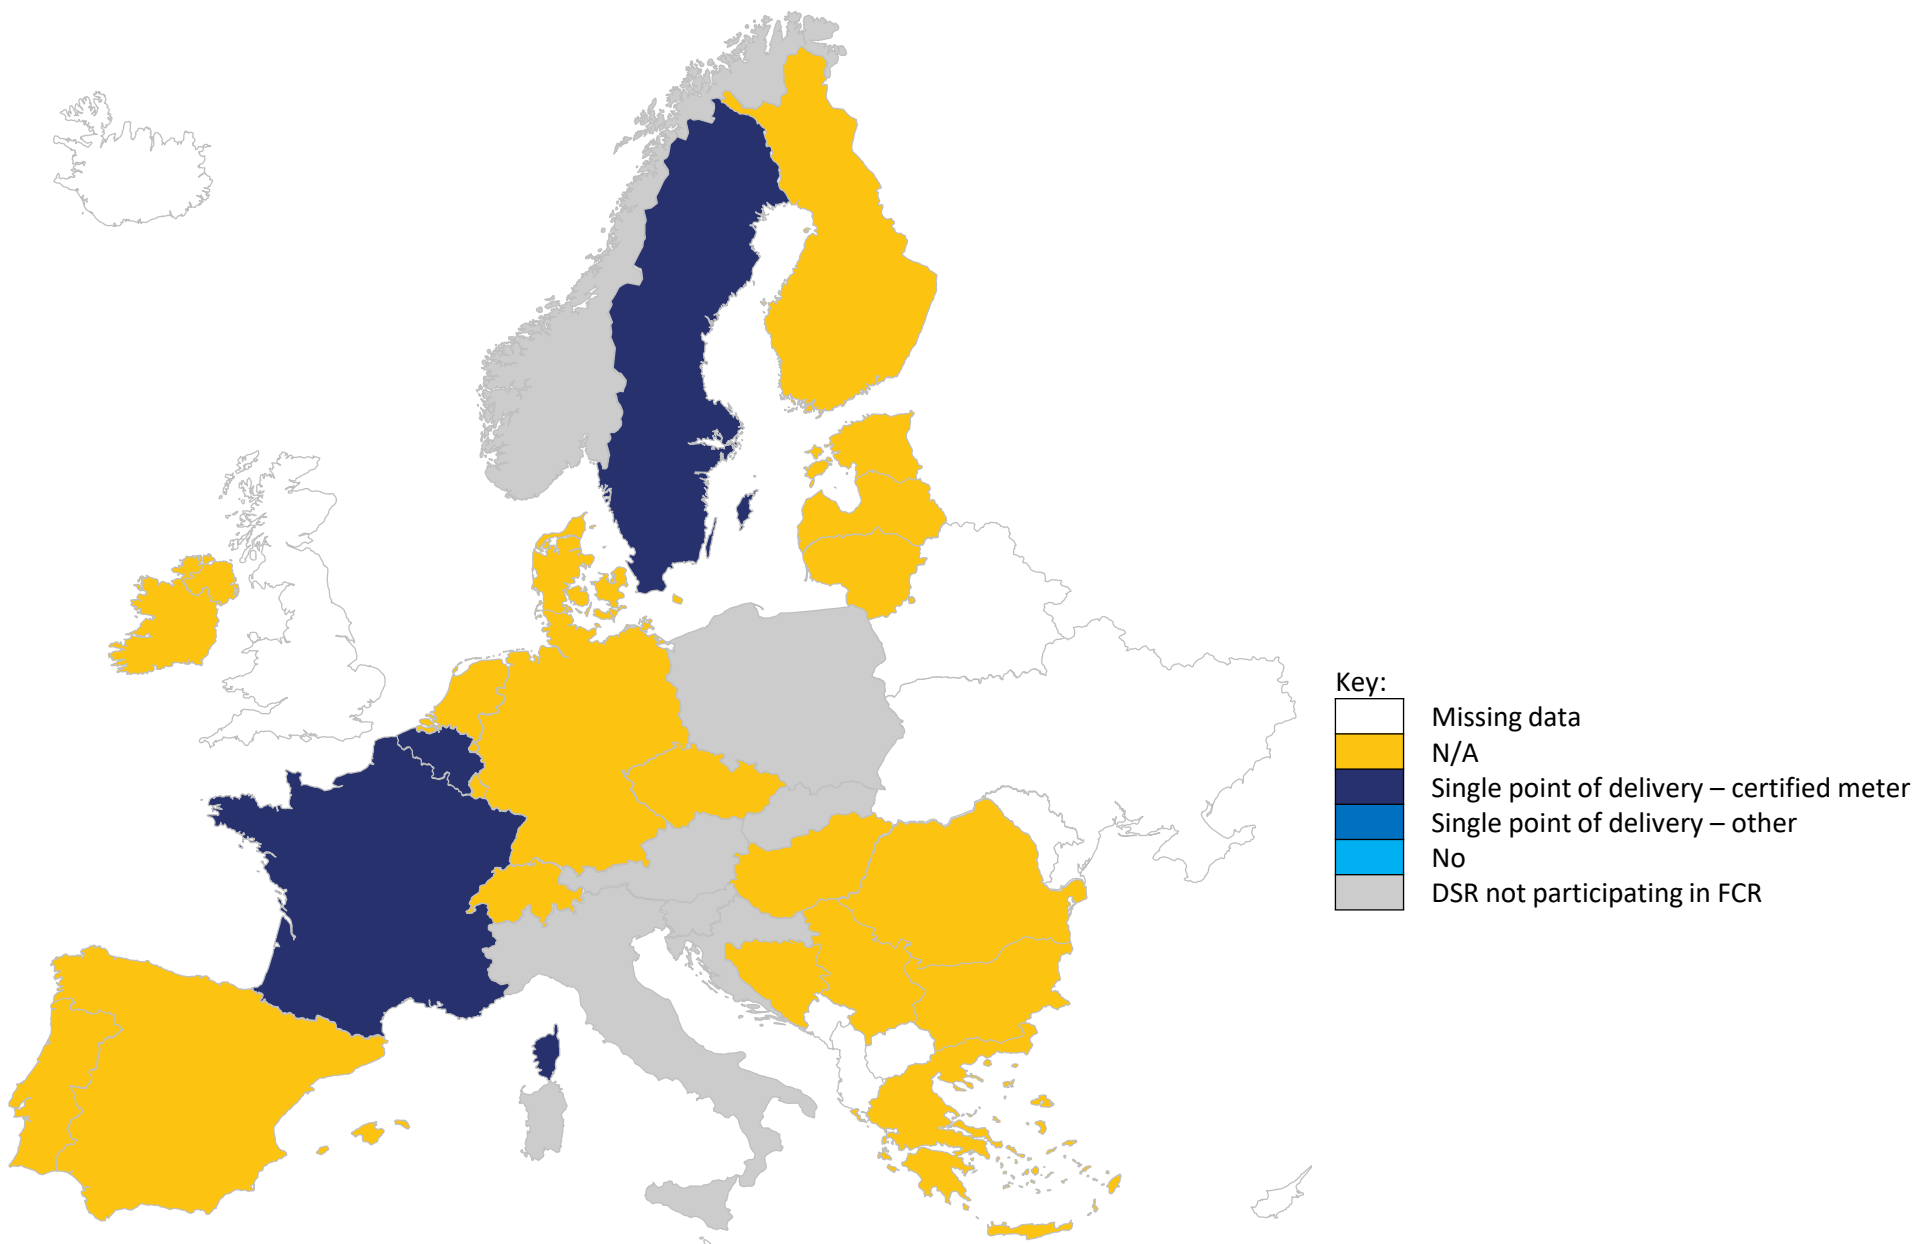 Key:
Missing data
N/A
Single point of delivery – certified meter
Single point of delivery – other
No
DSR not participating in FCR